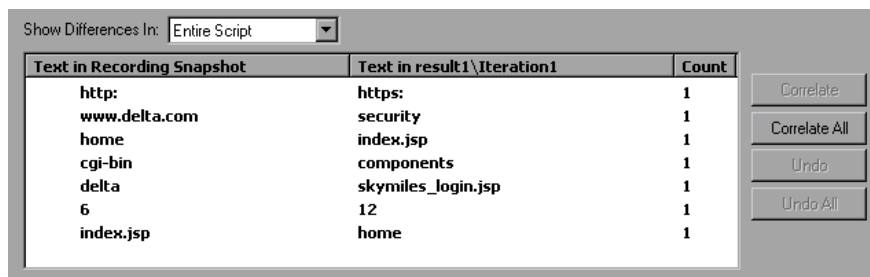 Show Differences In: Entire Script
Text in Recording Snapshot Text in result1\Iteration1 Count
http: https: 1
www.delta.com security 1
home index.jsp 1
cgi-bin components 1
delta skymiles_login.jsp 1
6 12 1
index.jsp home 1
Correlate
Correlate All
Undo
Undo All